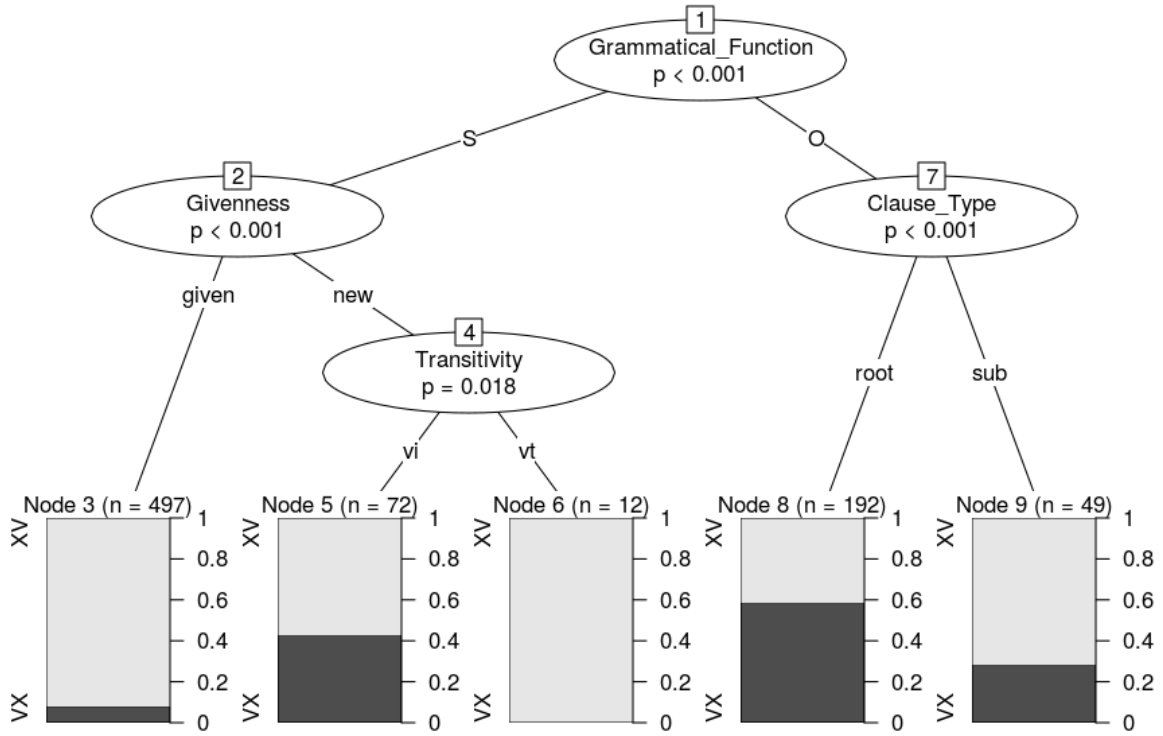 1
Grammatical_Function
p < 0.001
S
O
2
Givenness
p < 0.001
7
Clause_Type
p < 0.001
given
new
4
Transitivity
p = 0.018
root
sub
vi
vt
Node 3 (n = 497)
XV
VX
1
0.8
0.6
0.4
0.2
0
Node 5 (n = 72)
XV
VX
1
0.8
0.6
0.4
0.2
0
Node 6 (n = 12)
XV
VX
1
0.8
0.6
0.4
0.2
0
Node 8 (n = 192)
XV
VX
1
0.8
0.6
0.4
0.2
0
Node 9 (n = 49)
XV
VX
1
0.8
0.6
0.4
0.2
0